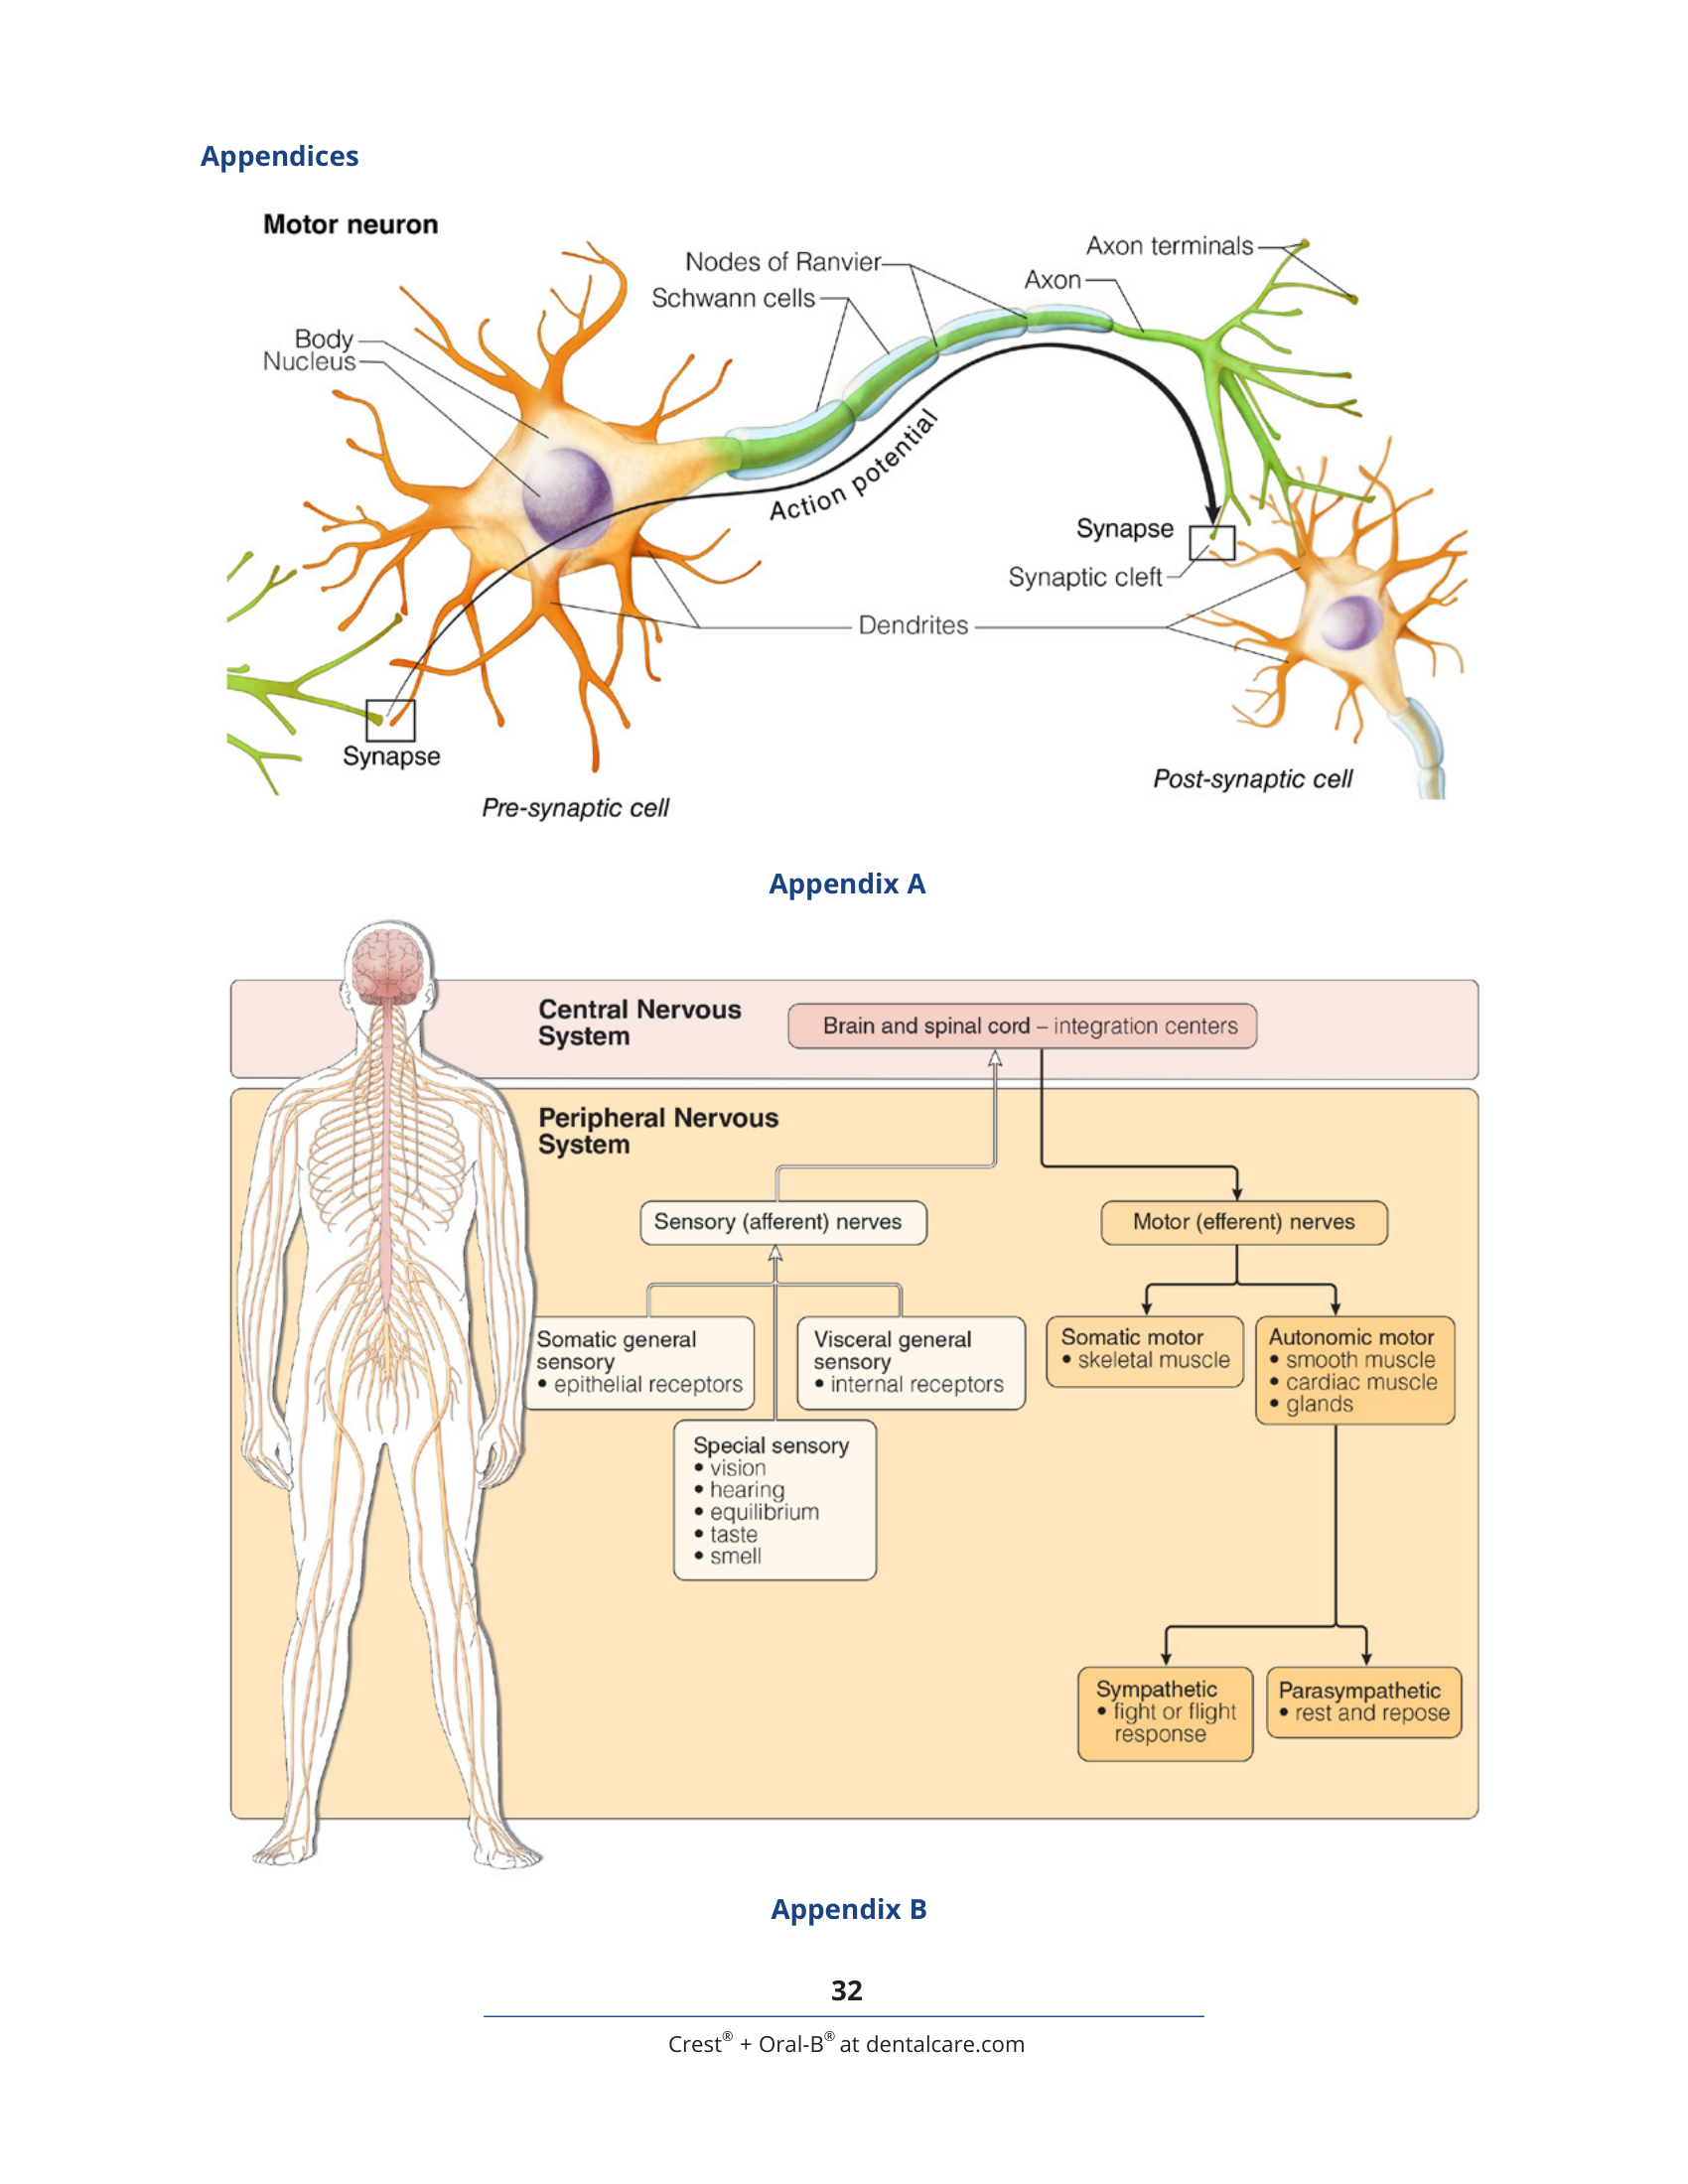 Appendices
Motor neuron
Axon terminals
Nodes of Ranvier
Axon
Schwann cells
Body
Nucleus
Action potential
Synapse
Synaptic cleft
Dendrites
Synapse
Post-synaptic cell
Pre-synaptic cell
Appendix A
Central Nervous
System
Brain and spinal cord – integration centers
Peripheral Nervous
System
Sensory (afferent) nerves
Motor (efferent) nerves
Somatic general
sensory
• epithelial receptors
Visceral general
sensory
• internal receptors
Somatic motor
• skeletal muscle
Autonomic motor
• smooth muscle
• cardiac muscle
• glands
Special sensory
• vision
• hearing
• equilibrium
• taste
• smell
Sympathetic
• fight or flight
response
Parasympathetic
• rest and repose
Appendix B
32
Crest® + Oral-B® at dentalcare.com